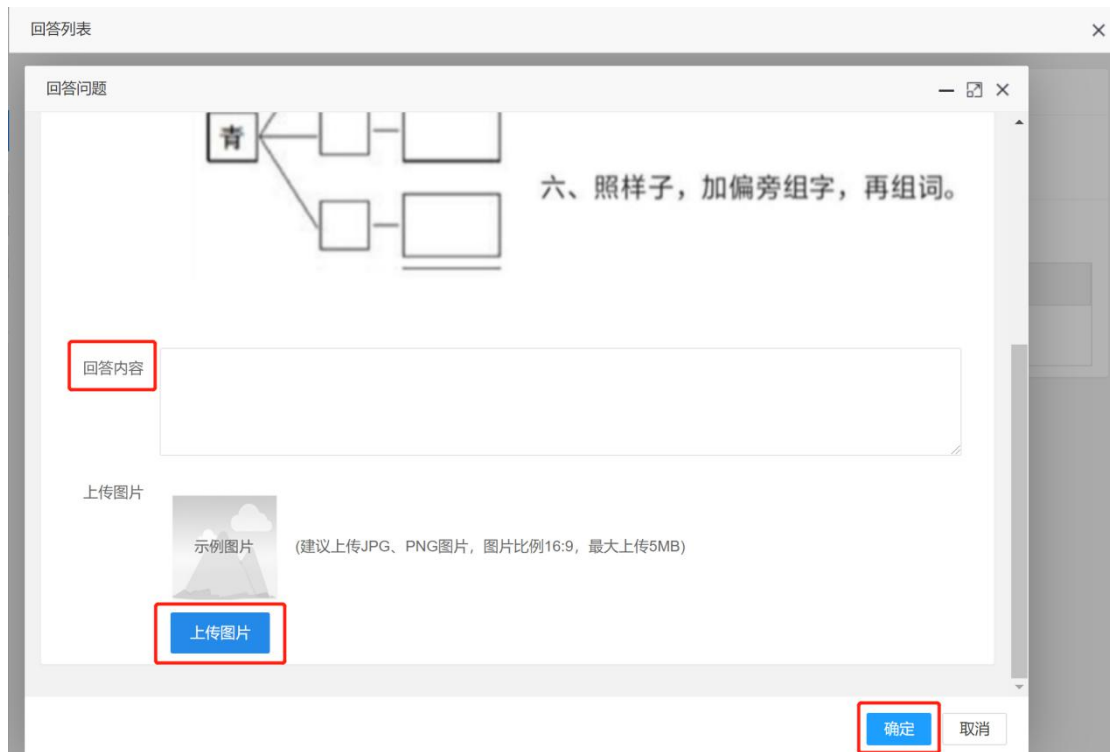 回答列表
回答问题
青
六、照样子，加偏旁组字，再组词。
回答内容
上传图片
示例图片
(建议上传JPG、PNG图片，图片比例16:9，最大上传5MB)
上传图片
确定 取消